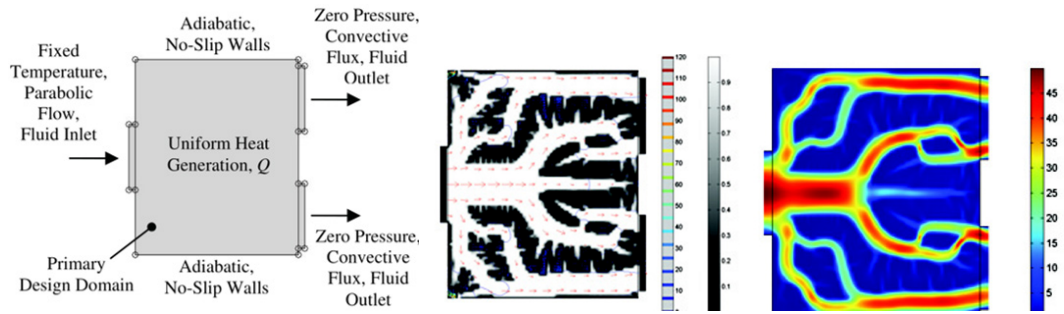 Adiabatic,
No-Slip Walls
Zero Pressure,
Convective
Flux, Fluid
Outlet
Fixed
Temperature,
Parabolic
Flow,
Fluid Inlet
Uniform Heat
Generation, Q
Primary
Design Domain
Adiabatic,
No-Slip Walls
Zero Pressure,
Convective
Flux, Fluid
Outlet
120
110
100
90
80
70
60
50
40
30
20
10
0
0.9
0.8
0.7
0.6
0.5
0.4
0.3
0.2
0.1
45
40
35
30
25
20
15
10
5